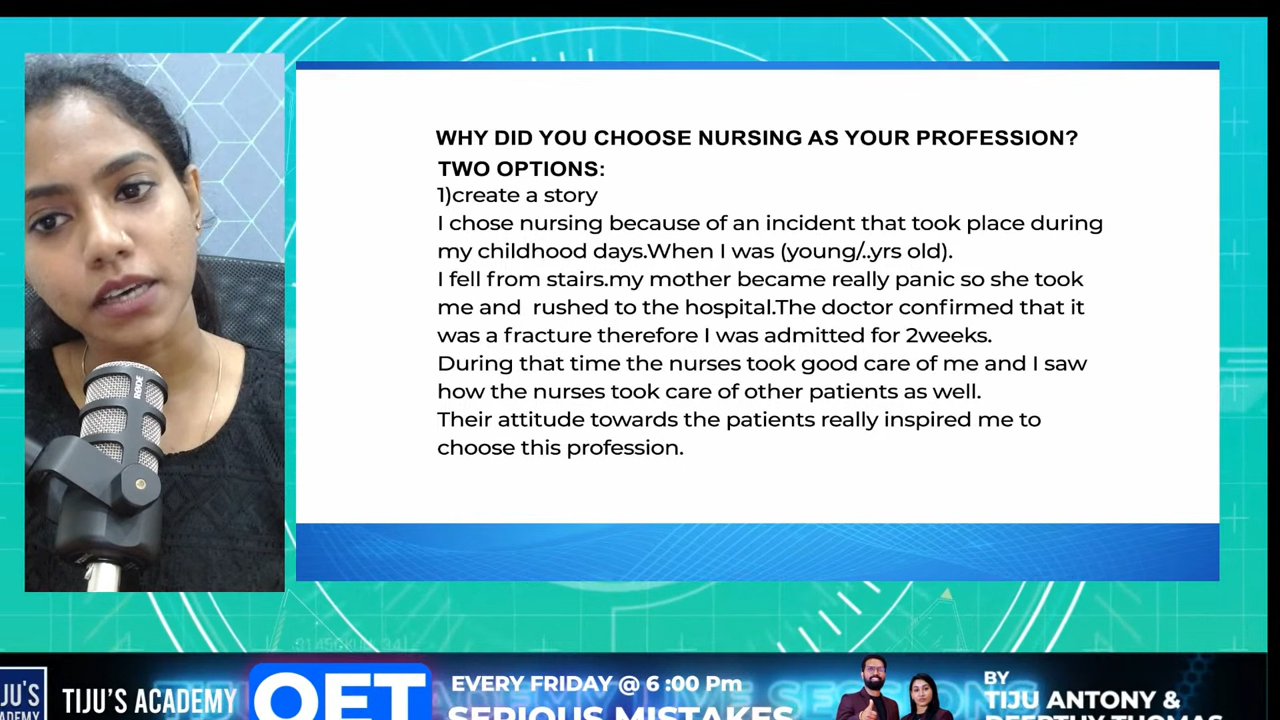 WHY DID YOU CHOOSE NURSING AS YOUR PROFESSION?
TWO OPTIONS:
1)create a story
I chose nursing because of an incident that took place during
my childhood days.When I was (young/..yrs old).
I fell from stairs.my mother became really panic so she took
me and  rushed to the hospital.The doctor confirmed that it
was a fracture therefore I was admitted for 2weeks.
During that time the nurses took good care of me and I saw
how the nurses took care of other patients as well.
Their attitude towards the patients really inspired me to
choose this profession.
RODE
TIJU'S ACADEMY
OET
EVERY FRIDAY @ 6 :00 Pm
SERIOUS MISTAKES
BY
TIJU ANTONY &